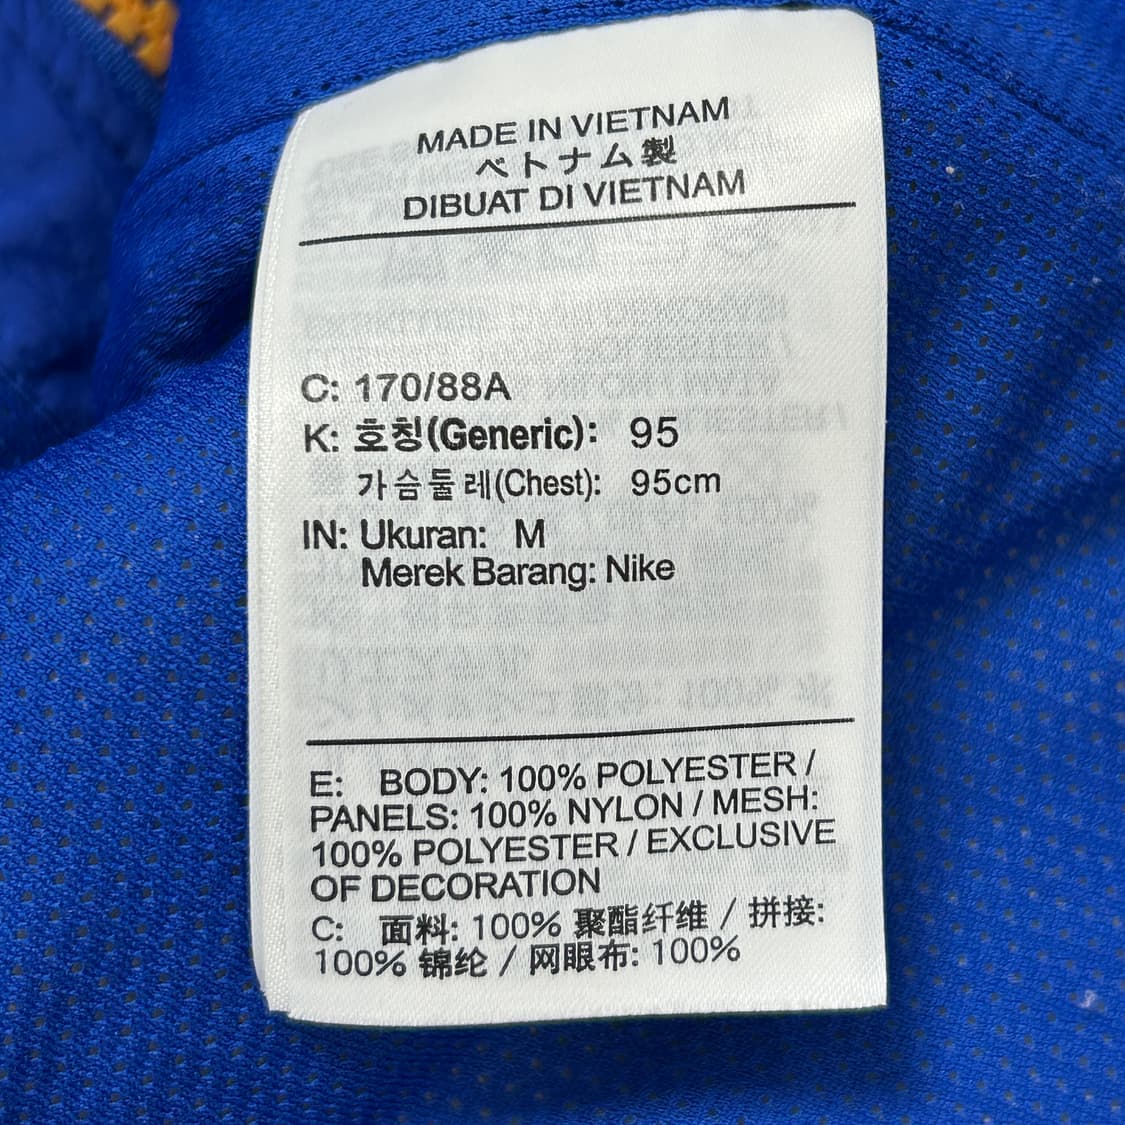 MADE IN VIETNAM
ベトナム製
DIBUAT DI VIETNAM
C: 170/88A
K: 호칭(Generic): 95
가슴둘레(Chest): 95cm
IN: Ukuran: M
Merek Barang: Nike
E: BODY: 100% POLYESTER /
PANELS: 100% NYLON / MESH:
100% POLYESTER / EXCLUSIVE
OF DECORATION
C: 面料: 100% 聚酯纤维 / 拼接:
100% 锦纶 / 网眼布: 100%